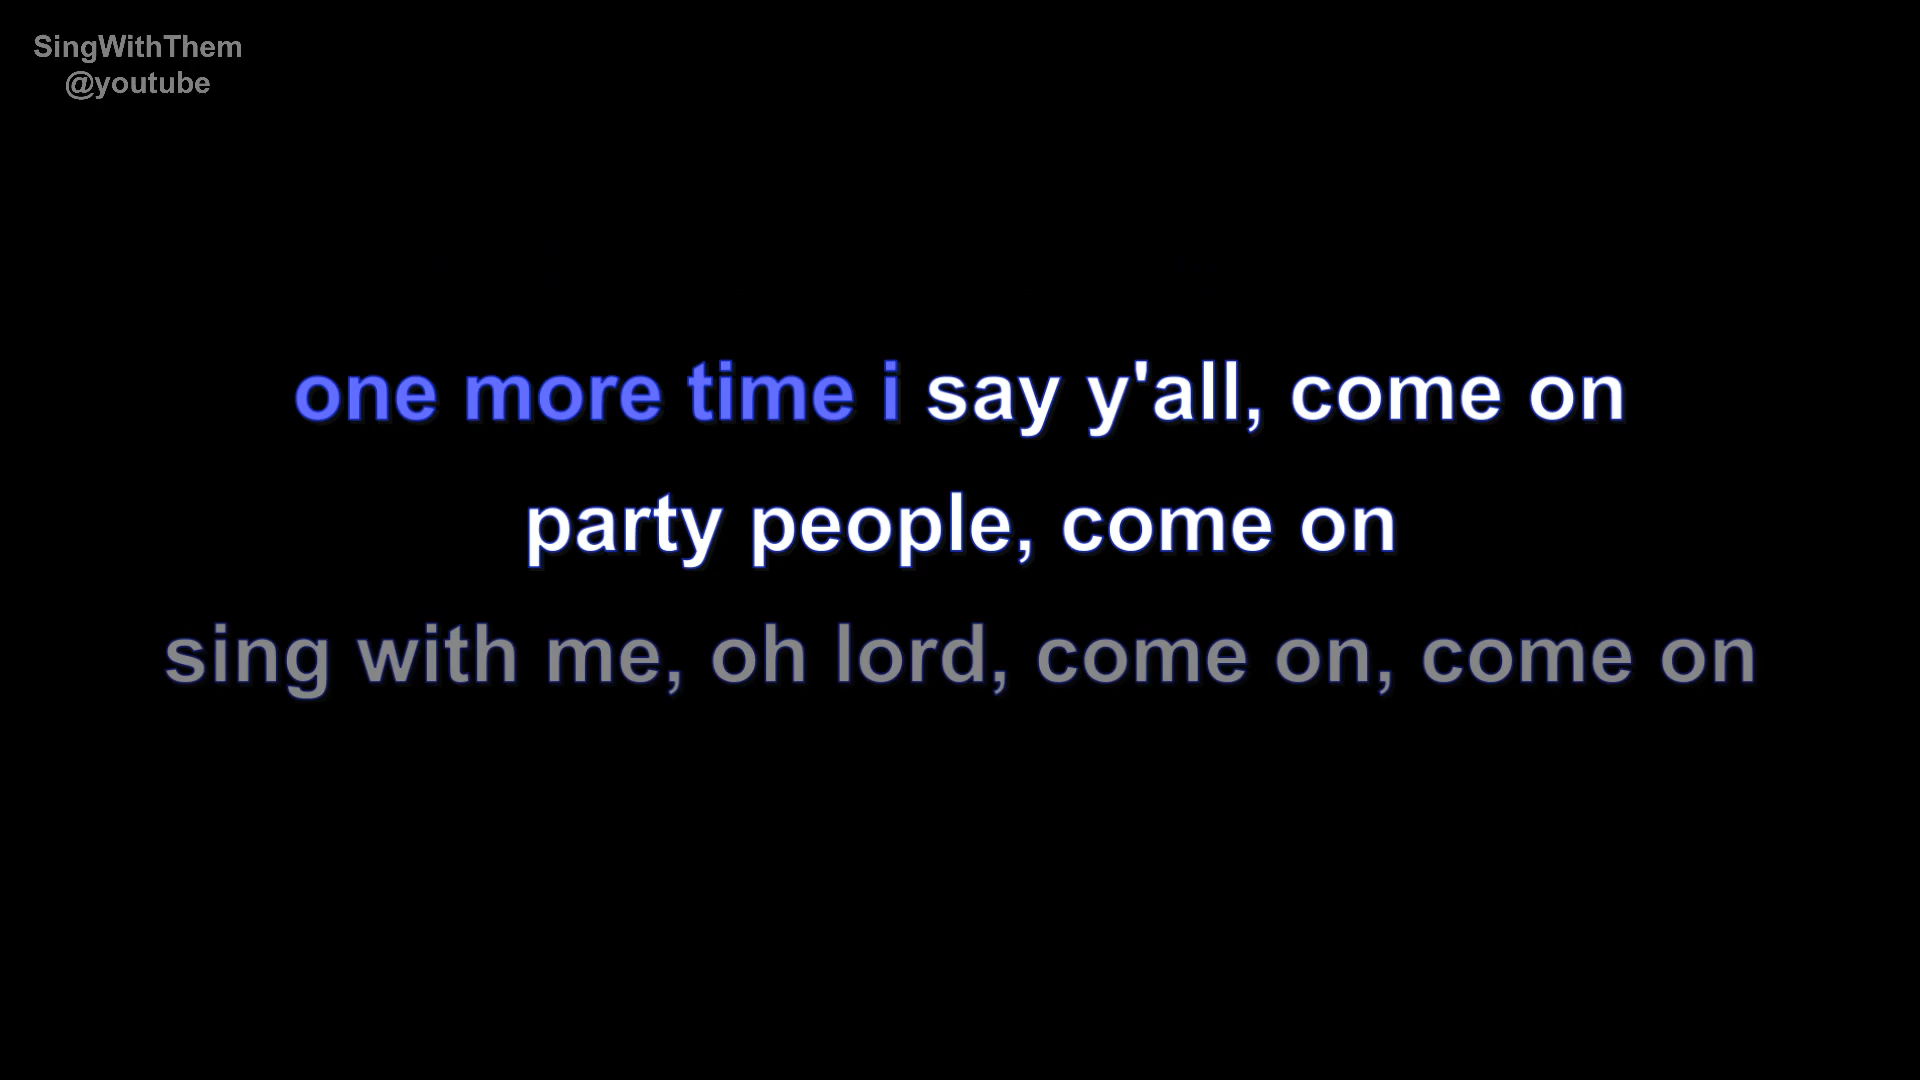 SingWithThem
@youtube
one more time i say y'all, come on
party people, come on
sing with me, oh lord, come on, come on